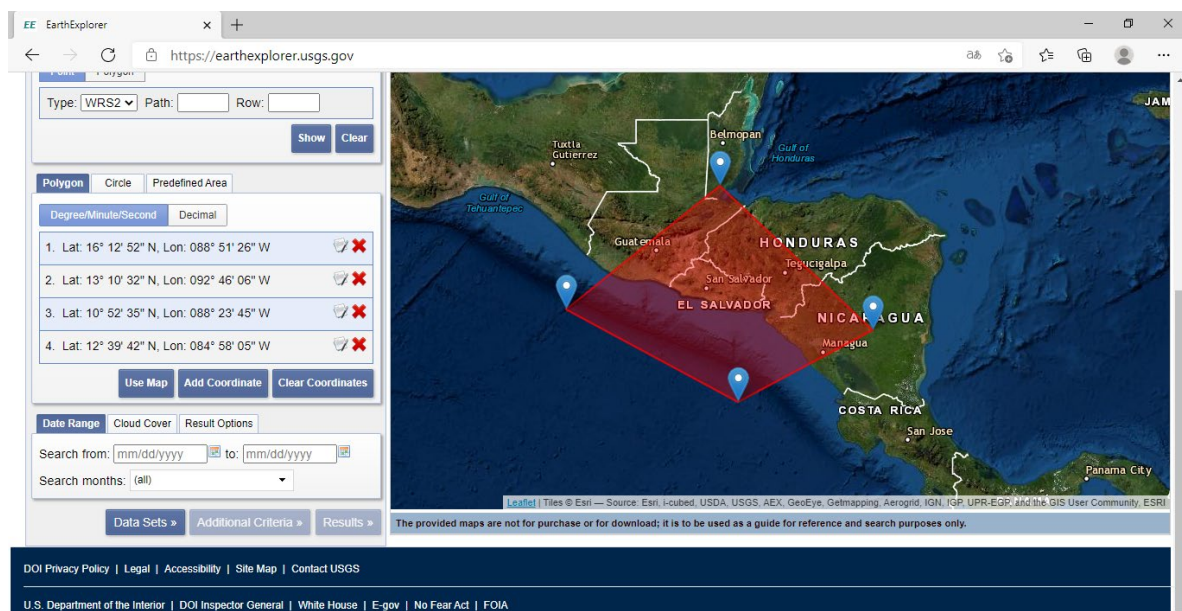 EE EarthExplorer
https://earthexplorer.usgs.gov
Point Polygon
Type: WRS2 Path: Row:
Show Clear
Polygon Circle Predefined Area
Degree/Minute/Second Decimal
1. Lat: 16° 12' 52" N, Lon: 088° 51' 26" W
2. Lat: 13° 10' 32" N, Lon: 092° 46' 06" W
3. Lat: 10° 52' 35" N, Lon: 088° 23' 45" W
4. Lat: 12° 39' 42" N, Lon: 084° 58' 05" W
Use Map Add Coordinate Clear Coordinates
Date Range Cloud Cover Result Options
Search from: mm/dd/yyyy to: mm/dd/yyyy
Search months: (all)
Data Sets » Additional Criteria » Results »
JAM
Belmopan
Tuxtla
Gutierrez
Gulf of
Honduras
Gulf of
Tehuantepec
Guatemala
HONDURAS
Tegucigalpa
San Salvador
EL SALVADOR
NICARAGUA
Managua
COSTA RICA
San Jose
Panama City
Leaflet | Tiles © Esri — Source: Esri, i-cubed, USDA, USGS, AEX, GeoEye, Getmapping, Aerogrid, IGN, IGP, UPR-EGP, and the GIS User Community, ESRI
The provided maps are not for purchase or for download; it is to be used as a guide for reference and search purposes only.
DOI Privacy Policy | Legal | Accessibility | Site Map | Contact USGS
U.S. Department of the Interior | DOI Inspector General | White House | E-gov | No Fear Act | FOIA